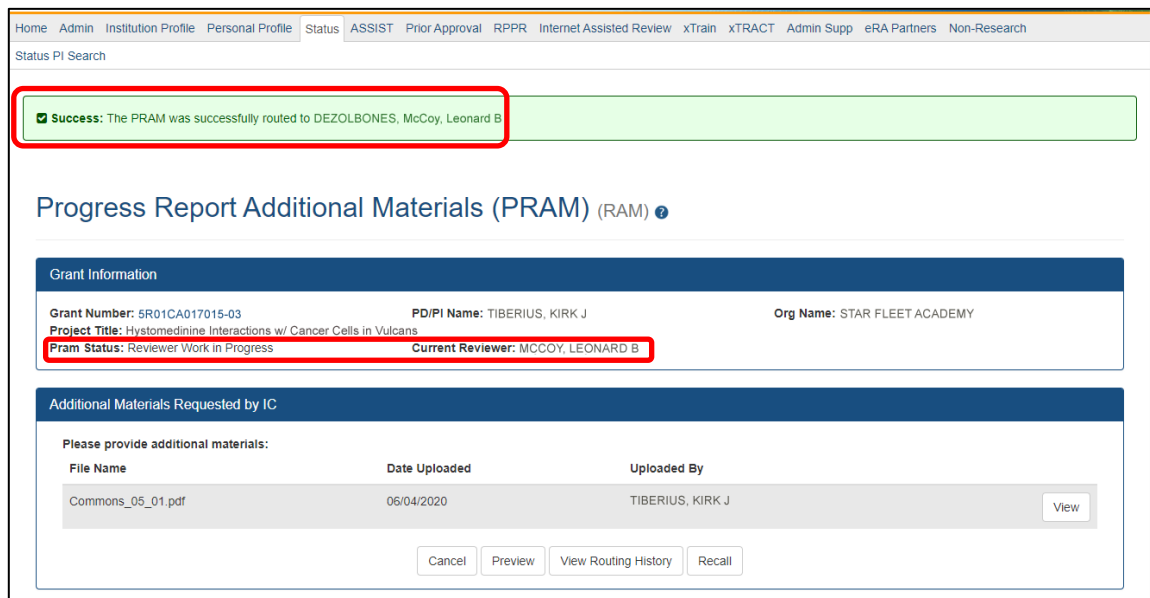 Home Admin Institution Profile Personal Profile Status ASSIST Prior Approval RPPR Internet Assisted Review xTrain xTRACT Admin Supp eRA Partners Non-Research
Status PI Search
Success: The PRAM was successfully routed to DEZOLBONES, McCoy, Leonard B
Progress Report Additional Materials (PRAM) (RAM) ?
Grant Information
Grant Number: 5R01CA017015-03 PD/PI Name: TIBERIUS, KIRK J Org Name: STAR FLEET ACADEMY
Project Title: Hystomedinine Interactions w/ Cancer Cells in Vulcans
Pram Status: Reviewer Work in Progress Current Reviewer: MCCOY, LEONARD B
Additional Materials Requested by IC
Please provide additional materials:
File Name Date Uploaded Uploaded By
Commons_05_01.pdf 06/04/2020 TIBERIUS, KIRK J View
Cancel Preview View Routing History Recall